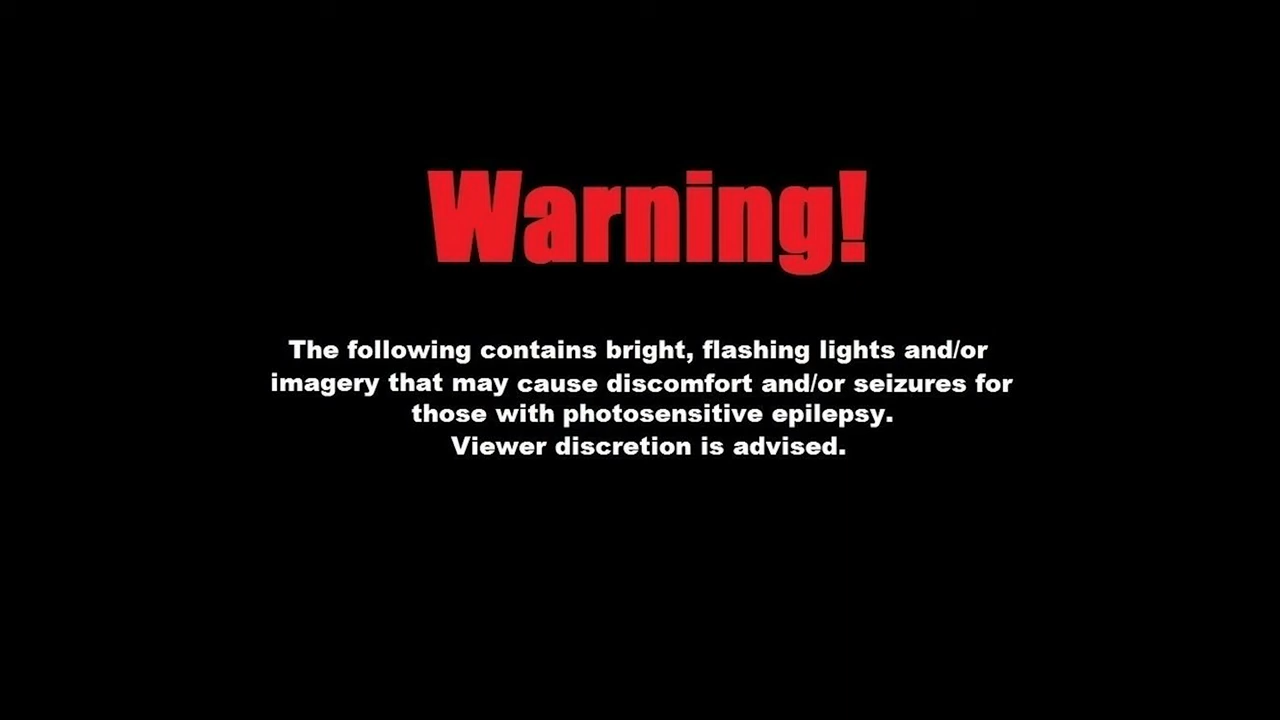 Warning!
The following contains bright, flashing lights and/or
imagery that may cause discomfort and/or seizures for
those with photosensitive epilepsy.
Viewer discretion is advised.